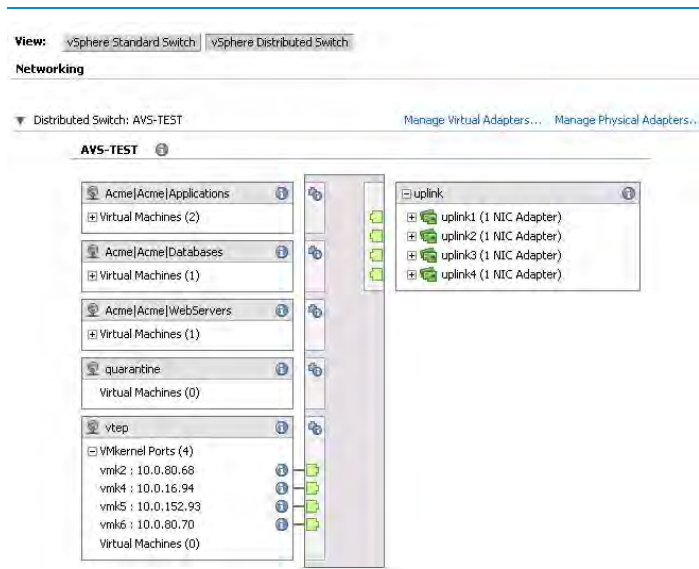 View: vSphere Standard Switch vSphere Distributed Switch
Networking
Distributed Switch: AVS-TEST Manage Virtual Adapters... Manage Physical Adapters...
AVS-TEST
Acme|Acme|Applications
Virtual Machines (2)
Acme|Acme|Databases
Virtual Machines (1)
Acme|Acme|WebServers
Virtual Machines (1)
quarantine
Virtual Machines (0)
vtep
VMkernel Ports (4)
vmk2 : 10.0.80.68
vmk4 : 10.0.16.94
vmk5 : 10.0.152.93
vmk6 : 10.0.80.70
Virtual Machines (0)
uplink
uplink1 (1 NIC Adapter)
uplink2 (1 NIC Adapter)
uplink3 (1 NIC Adapter)
uplink4 (1 NIC Adapter)